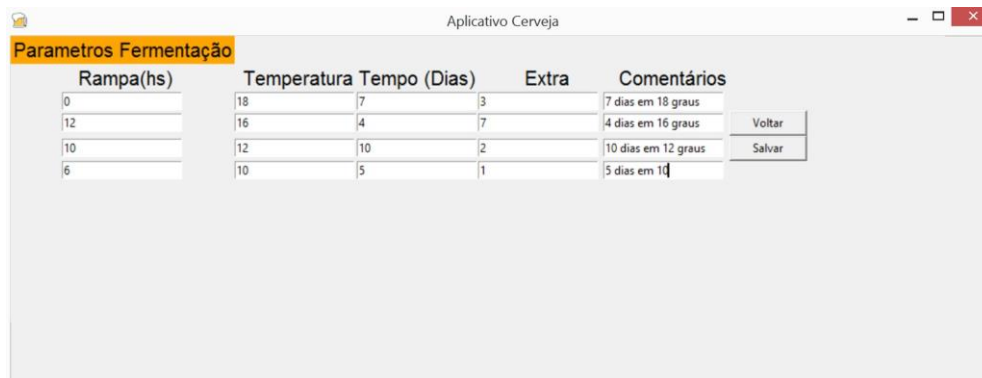 Aplicativo Cerveja
Parametros Fermentação
Rampa(hs) Temperatura Tempo (Dias) Extra Comentários
0 18 7 3 7 dias em 18 graus
12 16 4 7 4 dias em 16 graus Voltar
10 12 10 2 10 dias em 12 graus Salvar
6 10 5 1 5 dias em 10